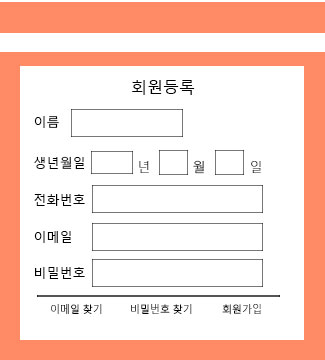 회원등록
이름
생년월일 년 월 일
전화번호
이메일
비밀번호
이메일 찾기 비밀번호 찾기 회원가입